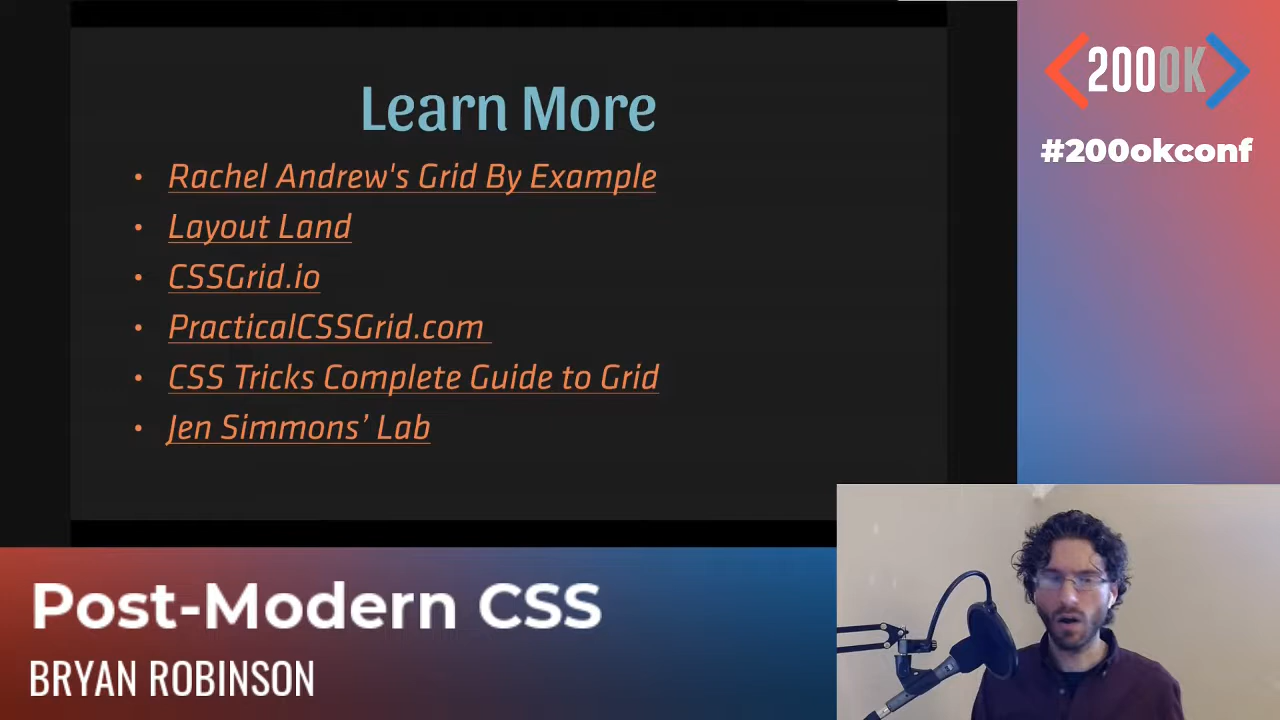 Learn More
• Rachel Andrew's Grid By Example
• Layout Land
• CSSGrid.io
• PracticalCSSGrid.com
• CSS Tricks Complete Guide to Grid
• Jen Simmons’ Lab
200OK
#200okconf
Post-Modern CSS
BRYAN ROBINSON